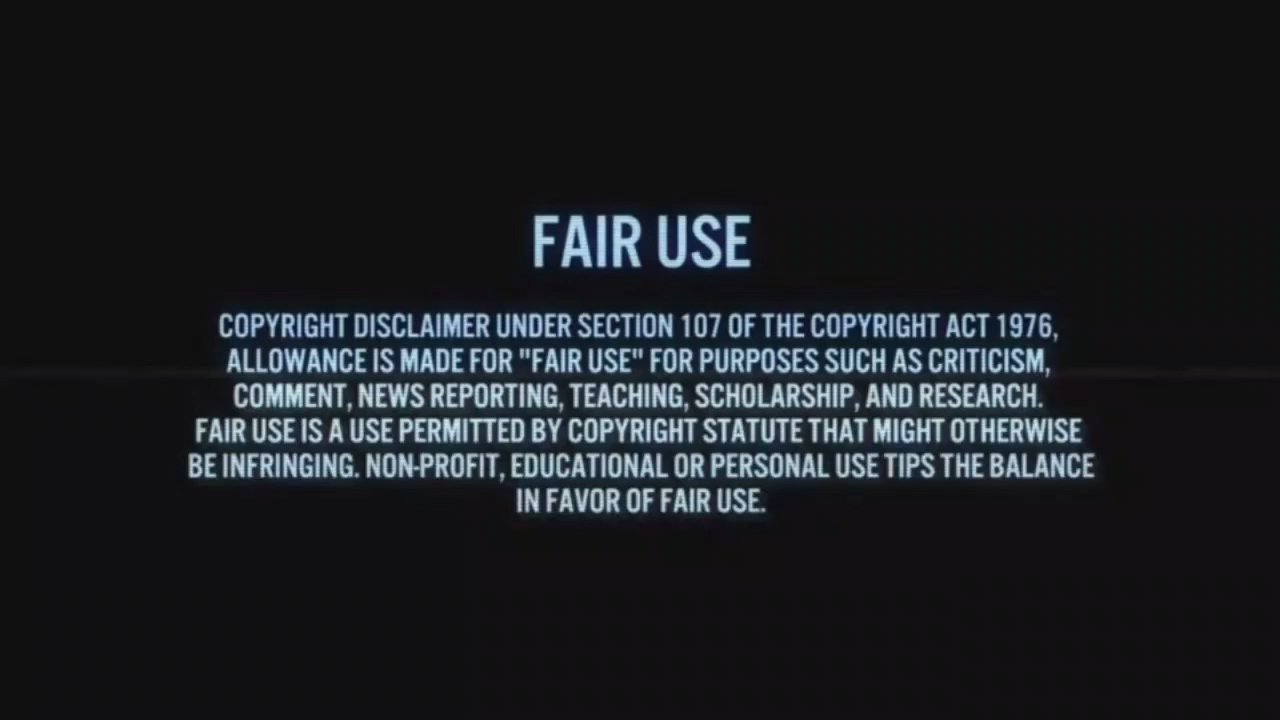 FAIR USE
COPYRIGHT DISCLAIMER UNDER SECTION 107 OF THE COPYRIGHT ACT 1976,
ALLOWANCE IS MADE FOR "FAIR USE" FOR PURPOSES SUCH AS CRITICISM,
COMMENT, NEWS REPORTING, TEACHING, SCHOLARSHIP, AND RESEARCH.
FAIR USE IS A USE PERMITTED BY COPYRIGHT STATUTE THAT MIGHT OTHERWISE
BE INFRINGING. NON-PROFIT, EDUCATIONAL OR PERSONAL USE TIPS THE BALANCE
IN FAVOR OF FAIR USE.